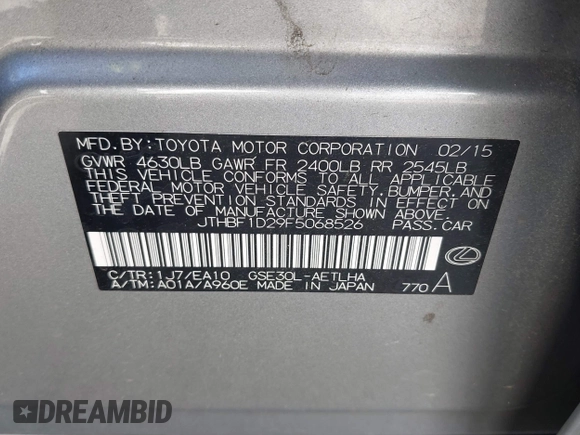 MFD. BY: TOYOTA MOTOR CORPORATION 02/15
GVWR 4630LB GAWR FR 2400LB RR 2545LB
THIS VEHICLE CONFORMS TO ALL APPLICABLE
FEDERAL MOTOR VEHICLE SAFETY, BUMPER, AND
THEFT PREVENTION STANDARDS IN EFFECT ON
THE DATE OF MANUFACTURE SHOWN ABOVE.
JTHBF1D29F5068526 PASS. CAR
C/TR: 1J7/EA10 GSE30L-AETLHA
A/TM: A01A/A960E MADE IN JAPAN 770 A
DREAMBID